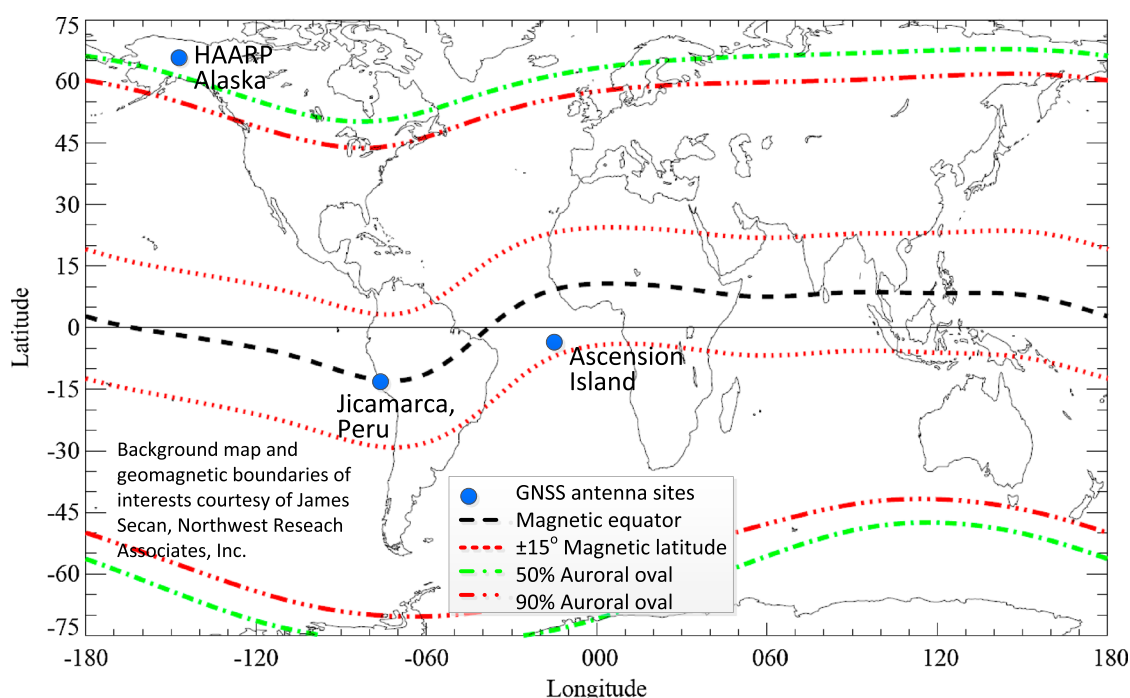 75
60
45
30
15
0
-15
-30
-45
-60
-75
Latitude
HAARP
Alaska
Ascension
Island
Jicamarca,
Peru
Background map and
geomagnetic boundaries of
interests courtesy of James
Secan, Northwest Reseach
Associates, Inc.
GNSS antenna sites
Magnetic equator
±15° Magnetic latitude
50% Auroral oval
90% Auroral oval
-180 -120 -060 000 060 120 180
Longitude